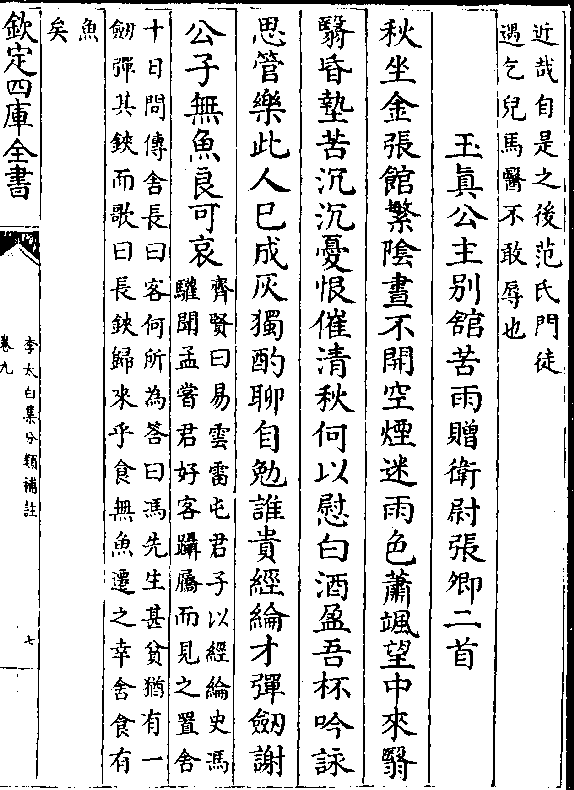 近哉自是之後范氏門徒
遇乞兒馬醫不敢辱也
玉眞公主別舘苦雨贈衛尉張卿二首
秋坐金張館繁陰晝不開空煙迷雨色蕭颯望中來翳
翳昏墊苦沉沉憂恨催清秋何以慰白酒盈吾杯吟詠
思管樂此人已成灰獨酌聊自勉誰貴經綸才彈劒謝
公子無魚良可哀
齊賢曰易雲雷屯君子以經綸史馮
驩聞孟嘗君好客躡屩而見之置舍
十日問傳舍長曰客何所為答曰馮先生甚貧猶有一
劒彈其鋏而歌曰長鋏歸來乎食無魚遷之幸舍食有
魚
矣
欽定四庫全書
李太白集分類補註
卷九
七